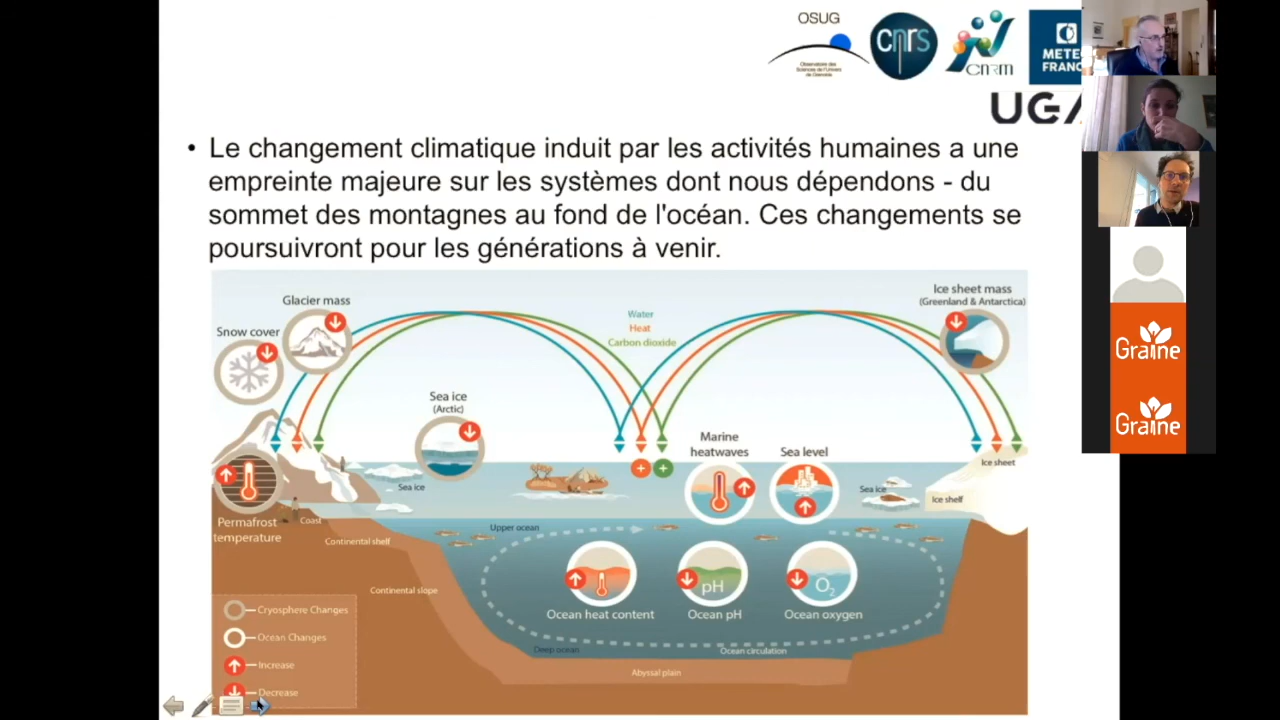 OSUG
Observatoire des
Sciences de l'Univers
de Grenoble
cnrs
CNRM
METE
FRANC
UGA
• Le changement climatique induit par les activités humaines a une
empreinte majeure sur les systèmes dont nous dépendons - du
sommet des montagnes au fond de l'océan. Ces changements se
poursuivront pour les générations à venir.
Glacier mass
Snow cover
Water
Heat
Carbon dioxide
Ice sheet mass
(Greenland & Antarctica)
Sea ice
(Arctic)
Marine
heatwaves
Sea level
Sea ice
Sea ice
Ice sheet
Ice shelf
Permafrost
temperature
Coast
Continental shelf
Upper ocean
pH
O2
Continental slope
Ocean heat content
Ocean pH
Ocean oxygen
Deep ocean
Ocean circulation
Abyssal plain
Cryosphere Changes
Ocean Changes
Increase
Decrease
Graine
Graine